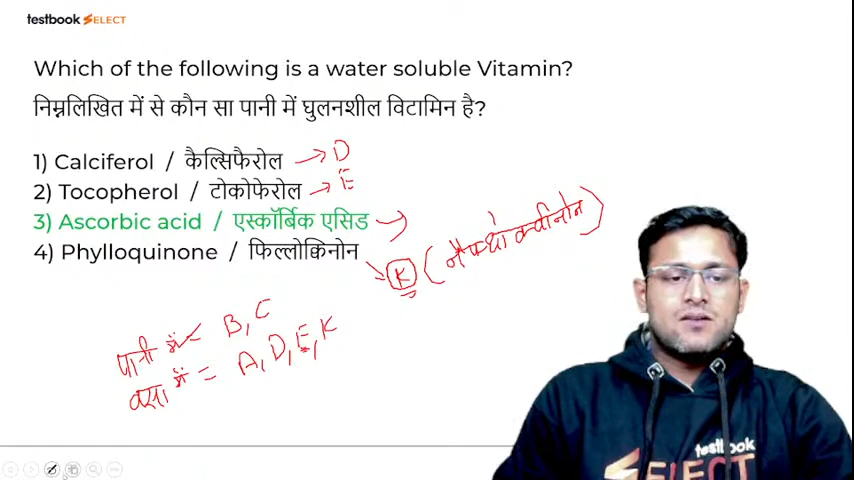 testbook SELECT
Which of the following is a water soluble Vitamin?
निम्नलिखित में से कौन सा पानी में घुलनशील विटामिन है?
1) Calciferol / कैल्सिफैरोल → D
2) Tocopherol / टोकोफेरोल → E
3) Ascorbic acid / एस्कॉर्बिक एसिड →
4) Phylloquinone / फिल्लोक्विनोन → K (नैफ्थोक्वीनोन)
पानी में = B, C
वसा में = A, D, E, K
testbook
SELECT